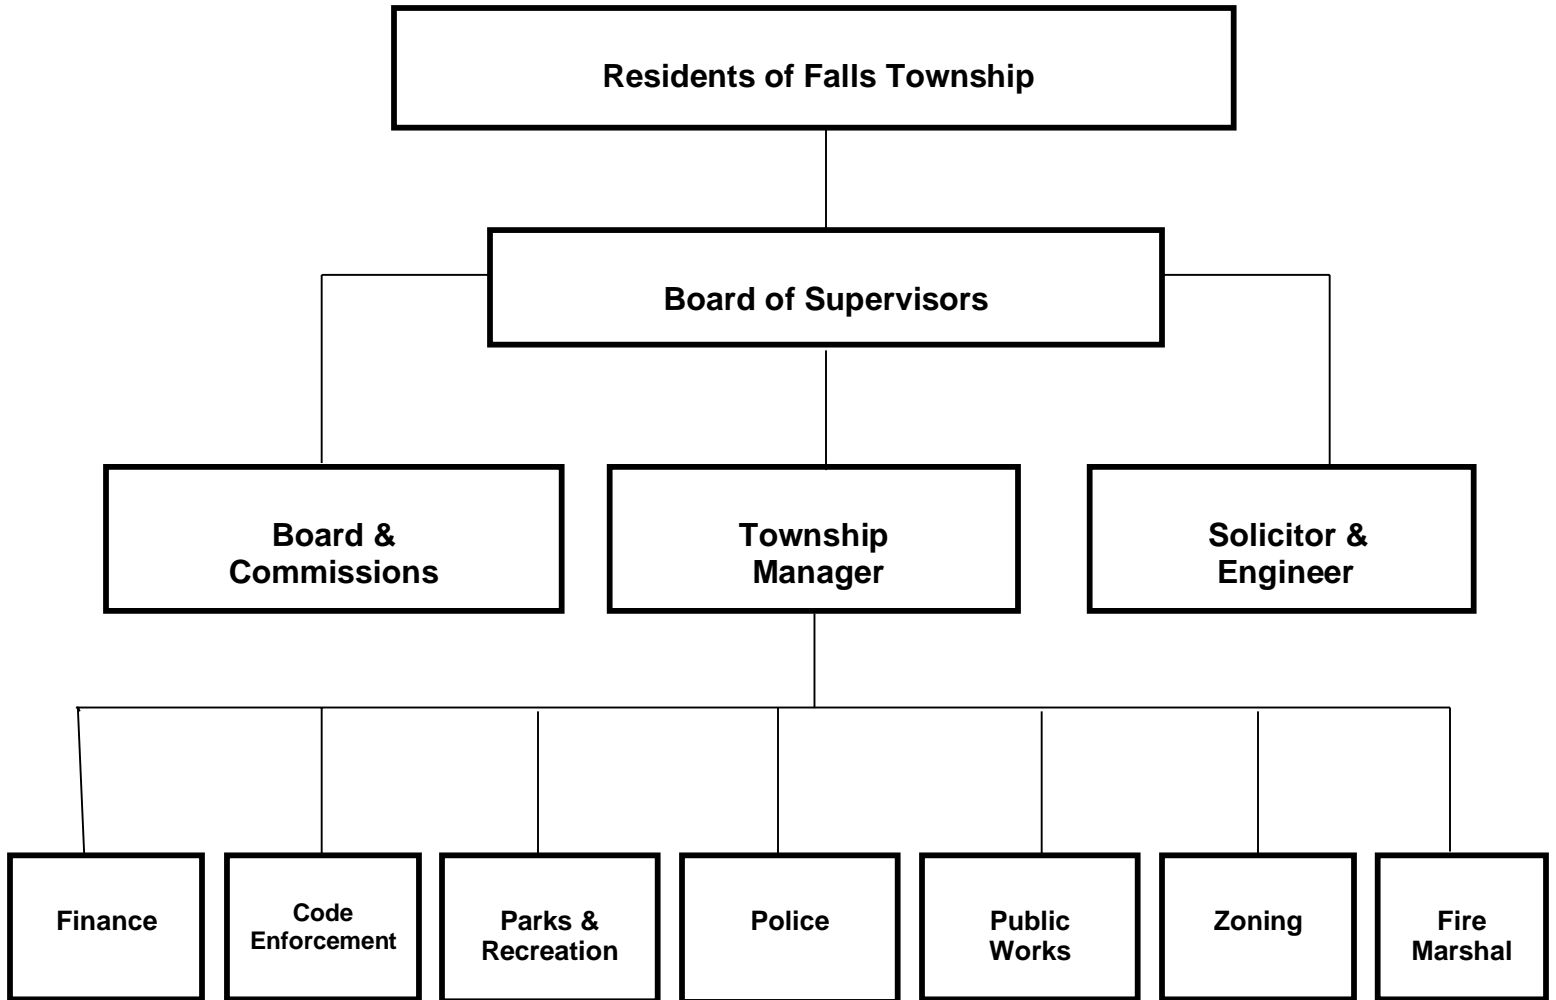 Residents of Falls Township
Board of Supervisors
Board &
Commissions
Township
Manager
Solicitor &
Engineer
Finance
Code
Enforcement
Parks &
Recreation
Police
Public
Works
Zoning
Fire
Marshal